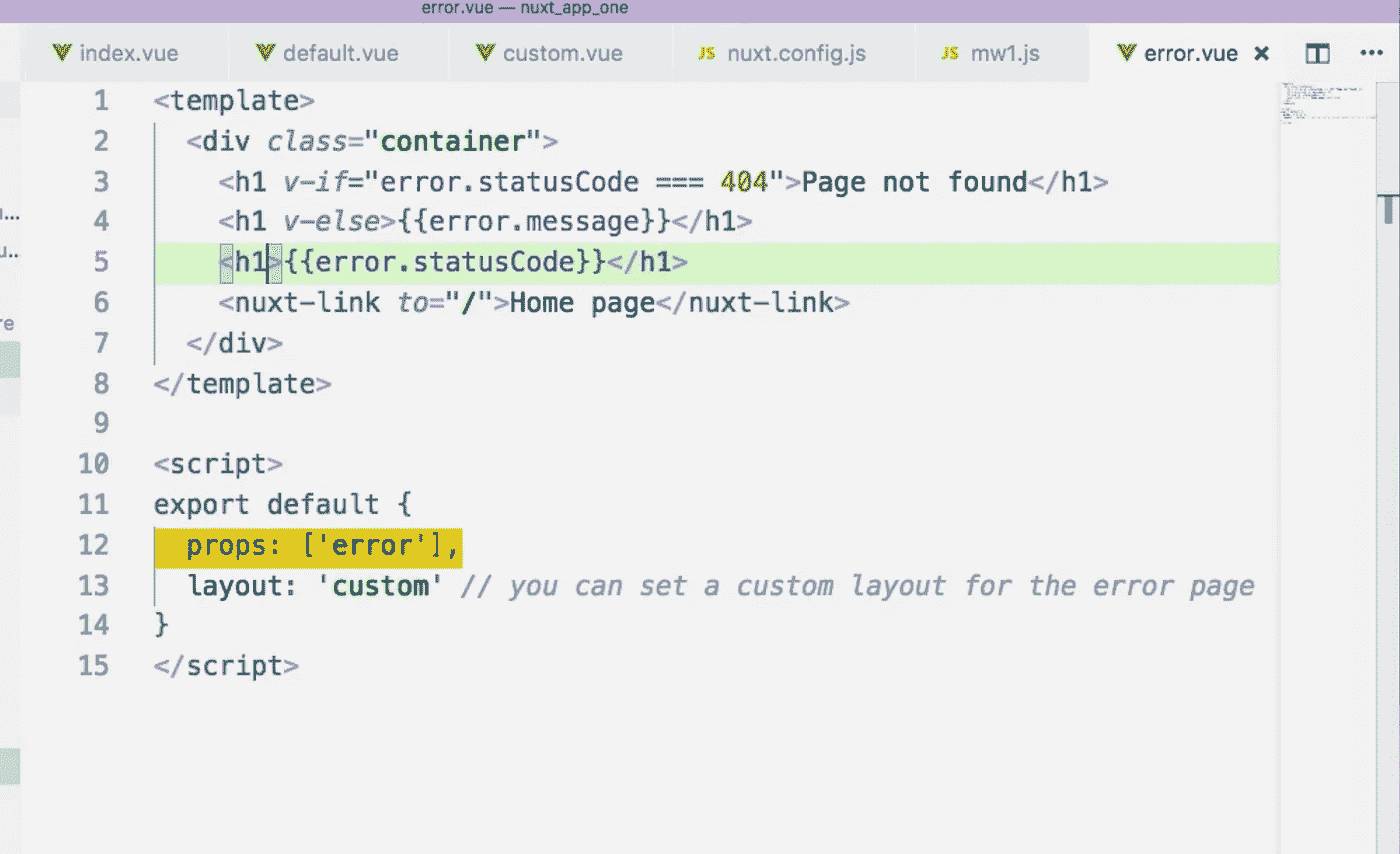 error.vue — nuxt_app_one
index.vue default.vue custom.vue JS nuxt.config.js JS mw1.js error.vue × ···
1 <template>
2 <div class="container">
3 <h1 v-if="error.statusCode === 404">Page not found</h1>
4 <h1 v-else>{{error.message}}</h1>
5 <h1>{{error.statusCode}}</h1>
6 <nuxt-link to="/">Home page</nuxt-link>
7 </div>
8 </template>
9
10 <script>
11 export default {
12 props: ['error'],
13 layout: 'custom' // you can set a custom layout for the error page
14 }
15 </script>